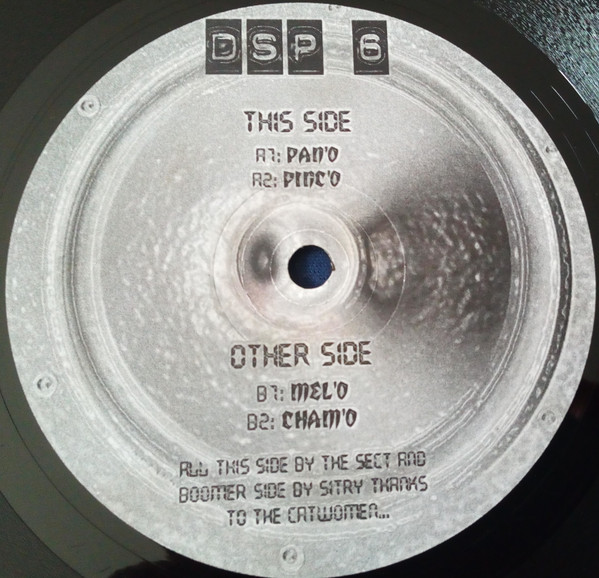 DSP 6
THIS SIDE
A1: PAN'O
A2: PINC'O
OTHER SIDE
B1: MEL'O
B2: CHAM'O
ALL THIS SIDE BY THE SECT AND
BOOMER SIDE BY SITRY THANKS
TO THE CATWOMEN...